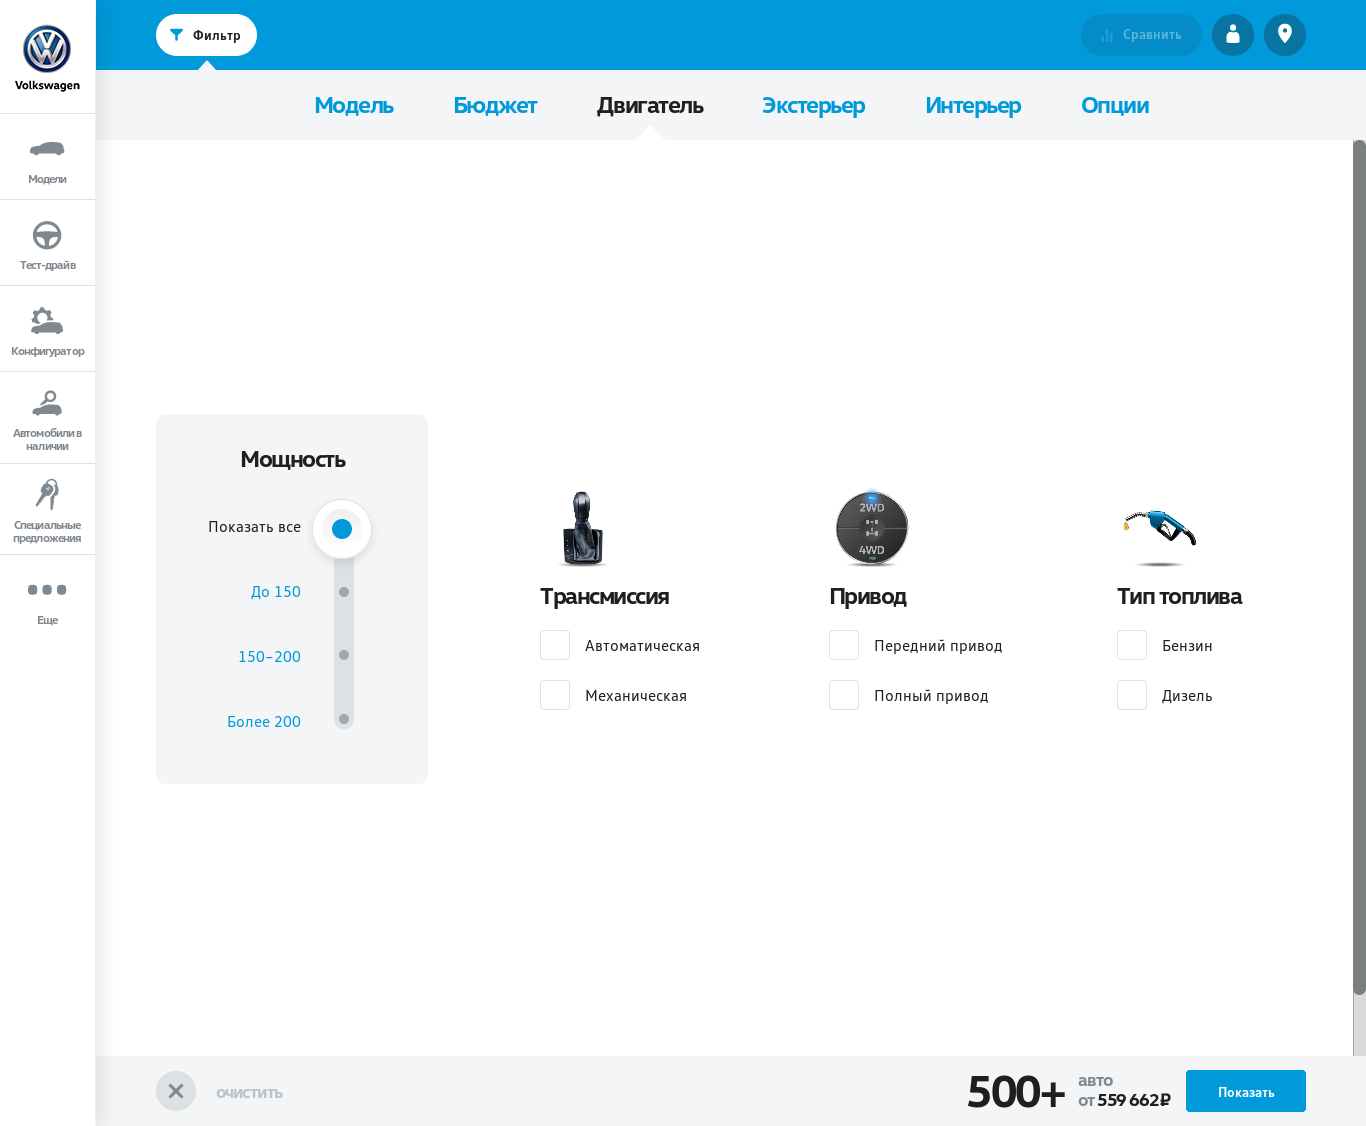 Volkswagen
Модели
Тест-драйв
Конфигуратор
Автомобили в
наличии
Специальные
предложения
Еще
Фильтр
Сравнить
Модель
Бюджет
Двигатель
Экстерьер
Интерьер
Опции
Мощность
Показать все
До 150
150–200
Более 200
2WD
4WD
Трансмиссия
Автоматическая
Механическая
Привод
Передний привод
Полный привод
Тип топлива
Бензин
Дизель
ОЧИСТИТЬ
500+
авто
от 559 662₽
Показать